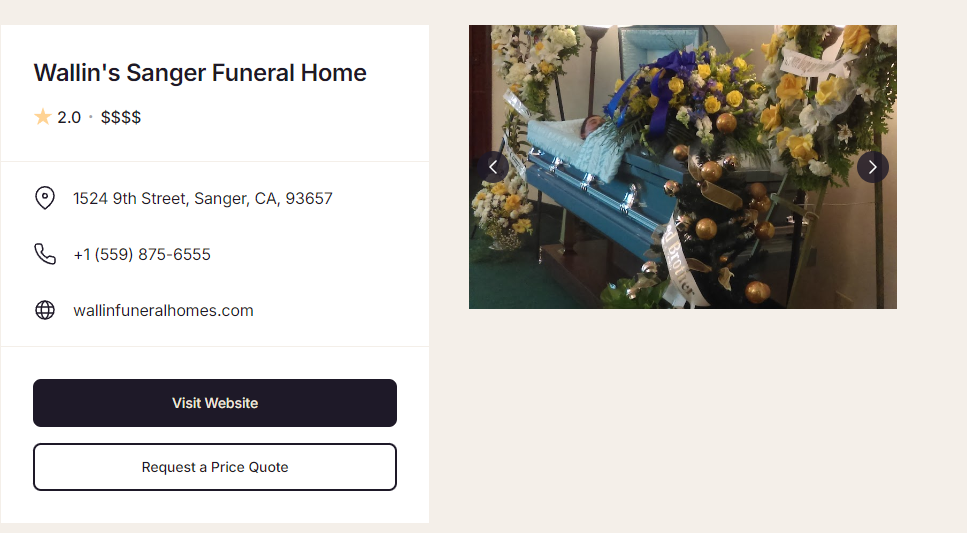 Wallin's Sanger Funeral Home
2.0 • $$$$
1524 9th Street, Sanger, CA, 93657
+1 (559) 875-6555
wallinfuneralhomes.com
Visit Website
Request a Price Quote
Brother